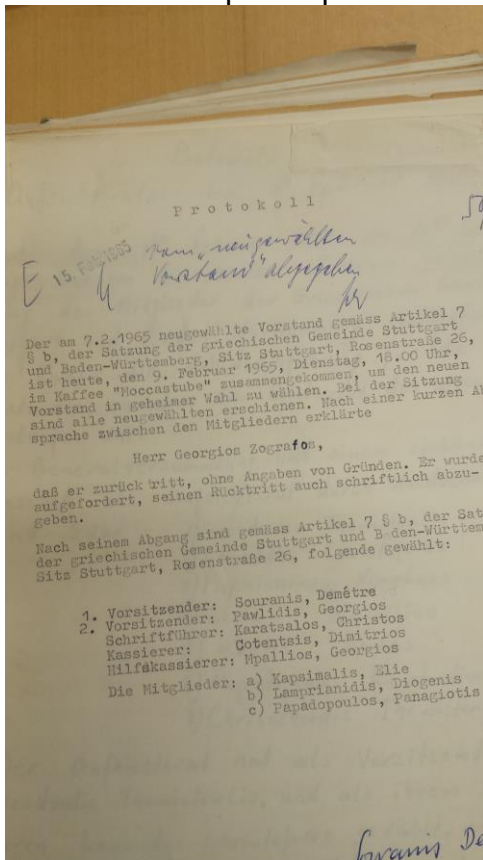 Protokoll
E 15. Feb. 1965 vom "neugewählten
Vorstand" abgegeben
Der am 7.2.1965 neugewählte Vorstand gemäss Artikel 7
§ b, der Satzung der griechischen Gemeinde Stuttgart
und Baden-Württemberg, Sitz Stuttgart, Rosenstraße 26,
ist heute, den 9. Februar 1965, Dienstag, 18.00 Uhr,
im Kaffee "Moccastube" zusammengekommen, um den neuen
Vorstand in geheimer Wahl zu wählen. Bei der Sitzung
sind alle neugewählten erschienen. Nach einer kurzen A
sprache zwischen den Mitgliedern erklärte
Herr Georgios Zografos,
daß er zurück tritt, ohne Angaben von Gründen. Er wurde
aufgefordert, seinen Rücktritt auch schriftlich abzu-
geben.
Nach seinem Abgang sind gemäss Artikel 7 § b, der Sat
der griechischen Gemeinde Stuttgart und B den-Württem
Sitz Stuttgart, Rosenstraße 26, folgende gewählt:
1. Vorsitzender: Souranis, Demétre
2. Vorsitzender: Pawlidis, Georgios
Schriftführer: Karatsalos, Christos
Kassierer: Cotentsis, Dimitrios
Hilfskassierer: Mpallios, Georgios
Die Mitglieder: a) Kapsimalis, Elie
b) Lamprianidis, Diogenis
c) Papadopoulos, Panagiotis
De